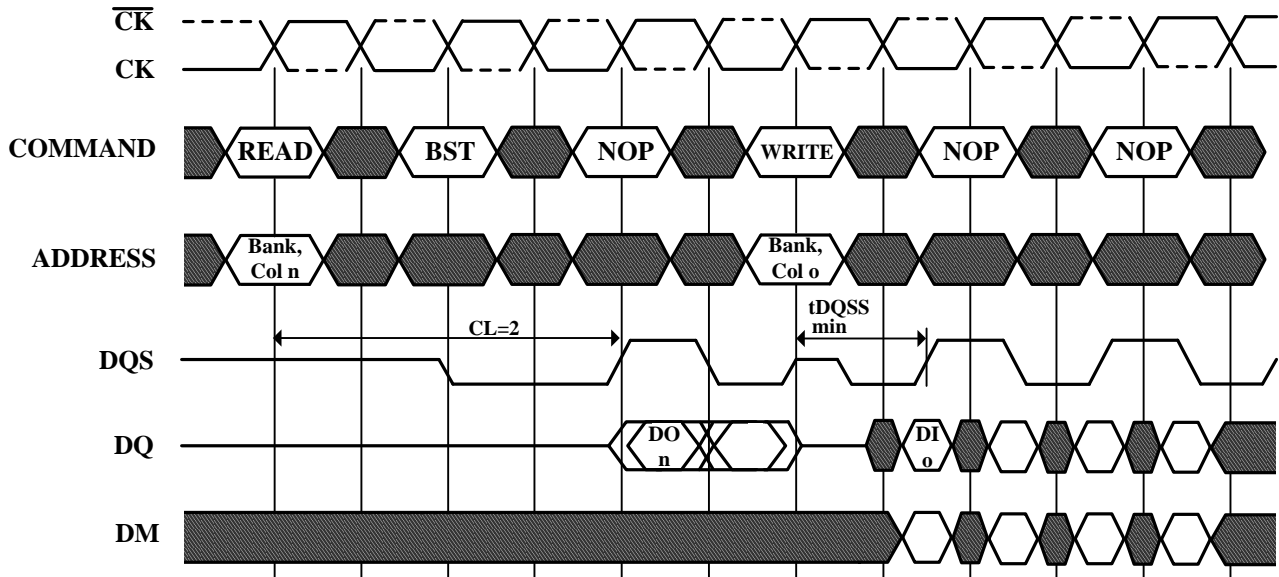 CK
CK
COMMAND
READ
BST
NOP
WRITE
NOP
NOP
ADDRESS
Bank,
Col n
Bank,
Col o
CL=2
tDQSS
min
DQS
DQ
DO
n
DI
o
DM